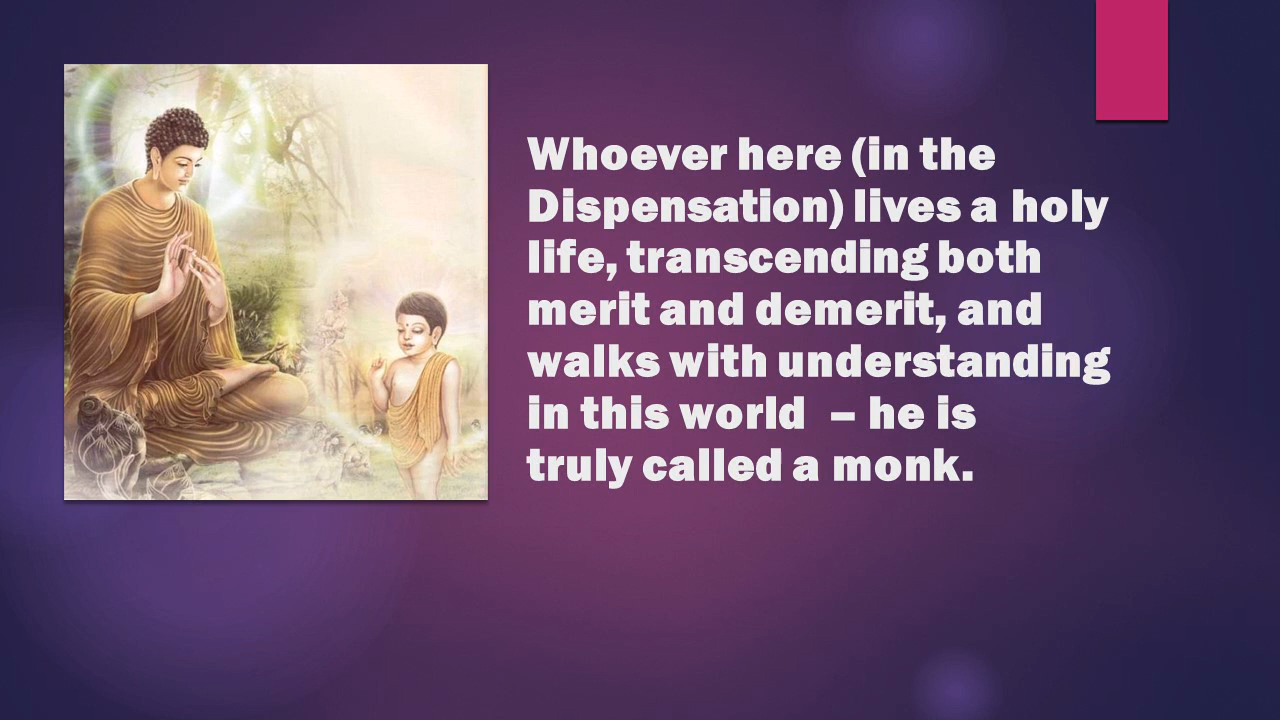 Whoever here (in the
Dispensation) lives a holy
life, transcending both
merit and demerit, and
walks with understanding
in this world  – he is
truly called a monk.